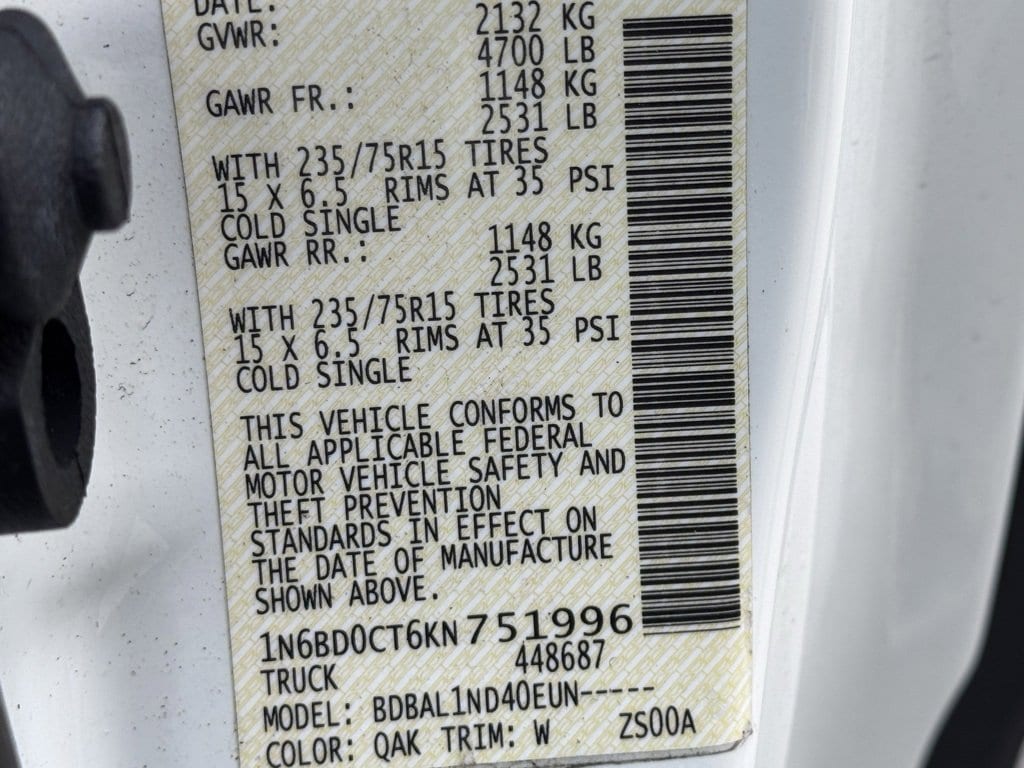 DATE:
GVWR: 2132 KG
4700 LB
GAWR FR.: 1148 KG
2531 LB
WITH 235/75R15 TIRES
15 X 6.5 RIMS AT 35 PSI
COLD SINGLE
GAWR RR.: 1148 KG
2531 LB
WITH 235/75R15 TIRES
15 X 6.5 RIMS AT 35 PSI
COLD SINGLE
THIS VEHICLE CONFORMS TO
ALL APPLICABLE FEDERAL
MOTOR VEHICLE SAFETY AND
THEFT PREVENTION
STANDARDS IN EFFECT ON
THE DATE OF MANUFACTURE
SHOWN ABOVE.
1N6BD0CT6KN751996
TRUCK 448687
MODEL: BDBAL1ND40EUN-----
COLOR: QAK TRIM: W ZS00A